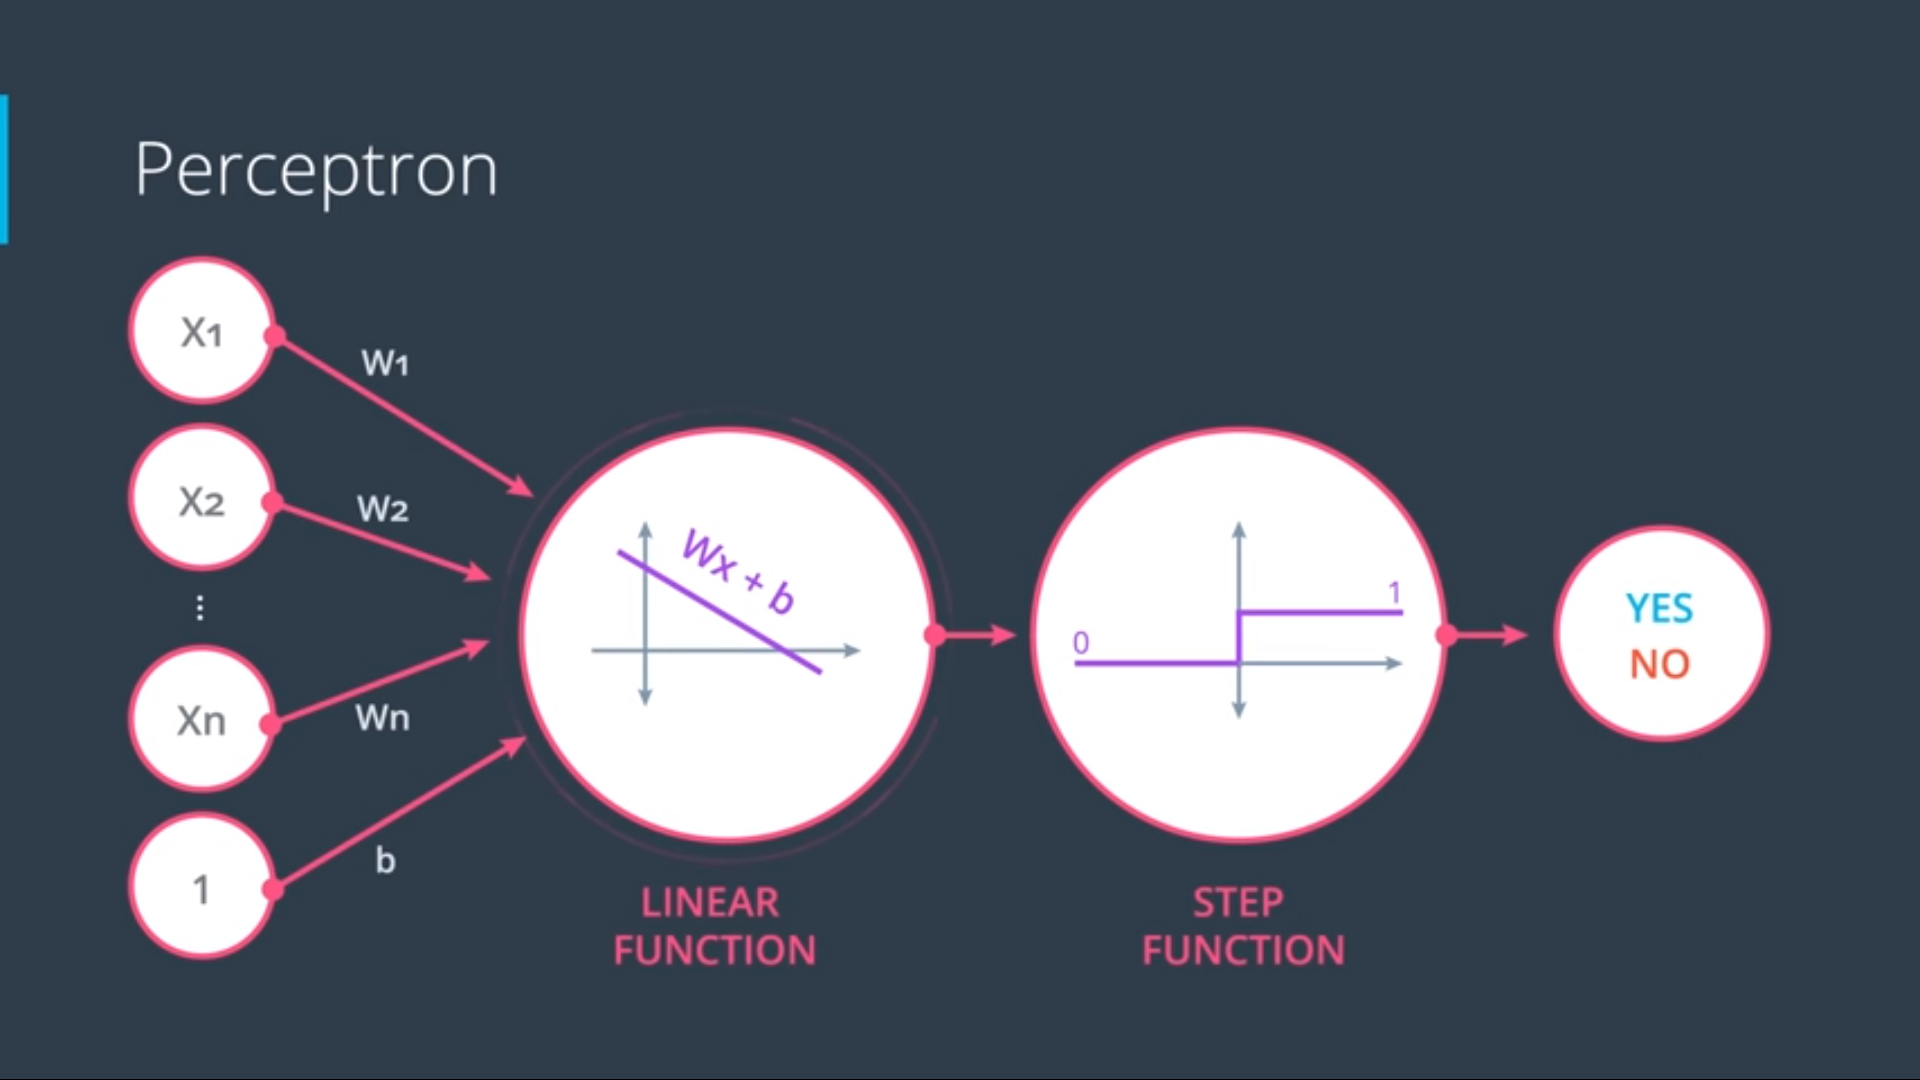 Perceptron
X1
W1
X2
W2
⋮
Xn
Wn
1
b
Wx + b
LINEAR
FUNCTION
0
1
STEP
FUNCTION
YES
NO